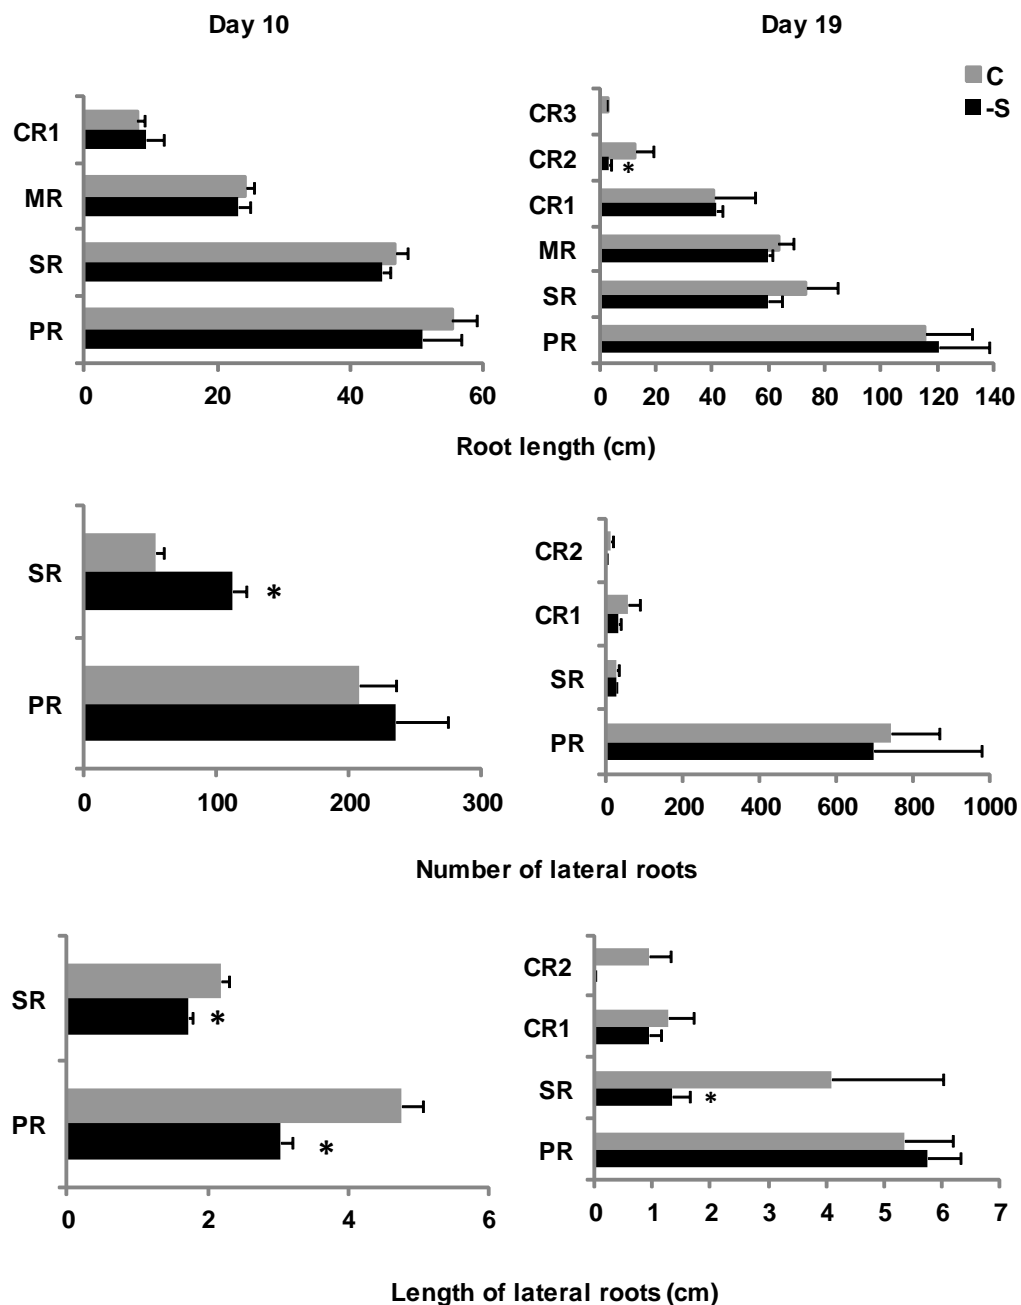 Day 10
Day 19
C
-S
CR1
MR
SR
PR
0 20 40 60
CR3
CR2
*
CR1
MR
SR
PR
0 20 40 60 80 100 120 140
Root length (cm)
SR
*
PR
0 100 200 300
CR2
CR1
SR
PR
0 200 400 600 800 1000
Number of lateral roots
SR
*
PR
*
0 2 4 6
CR2
CR1
SR
*
PR
0 1 2 3 4 5 6 7
Length of lateral roots (cm)